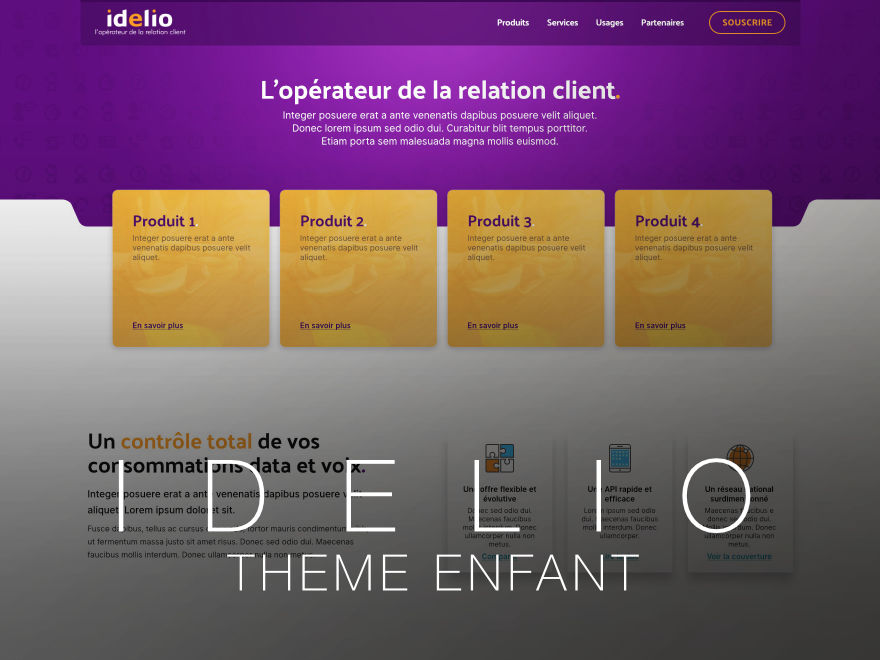 idelio
l'opérateur de la relation client
Produits Services Usages Partenaires SOUSCRIRE
L'opérateur de la relation client.
Integer posuere erat a ante venenatis dapibus posuere velit aliquet.
Donec lorem ipsum sed odio dui. Curabitur blit tempus porttitor.
Etiam porta sem malesuada magna mollis euismod.
Produit 1.
Integer posuere erat a ante
venenatis dapibus posuere velit
aliquet.
En savoir plus
Produit 2.
Integer posuere erat a ante
venenatis dapibus posuere velit
aliquet.
En savoir plus
Produit 3.
Integer posuere erat a ante
venenatis dapibus posuere velit
aliquet.
En savoir plus
Produit 4.
Integer posuere erat a ante
venenatis dapibus posuere velit
aliquet.
En savoir plus
Un contrôle total de vos
consommations data et voix.
Integer posuere erat a ante venenatis dapibus posuere
aliquet. Lorem ipsum dolor sit.
Fusce dapibus, tellus ac cursus tortor mauris condimentum
ut fermentum massa justo sit amet risus. Donec sed odio dui. Maecenas
faucibus mollis interdum. Donec ullamcorper nulla non metus.
Une offre flexible et
évolutive
Donec sed odio dui.
Maecenas faucibus
mollis interdum. Donec
ullamcorper nulla non
metus.
Une API rapide et
efficace
Lorem ipsum sed odio
dui. Maecenas faucibus
mollis interdum. Donec
ullamcorper.
Un réseau national
surdimensionné
Maecenas faucibus
donec sed odio dui.
mollis interdum. Donec
ullamcorper nulla non
metus.
Voir la couverture
IDELIO
THEME ENFANT